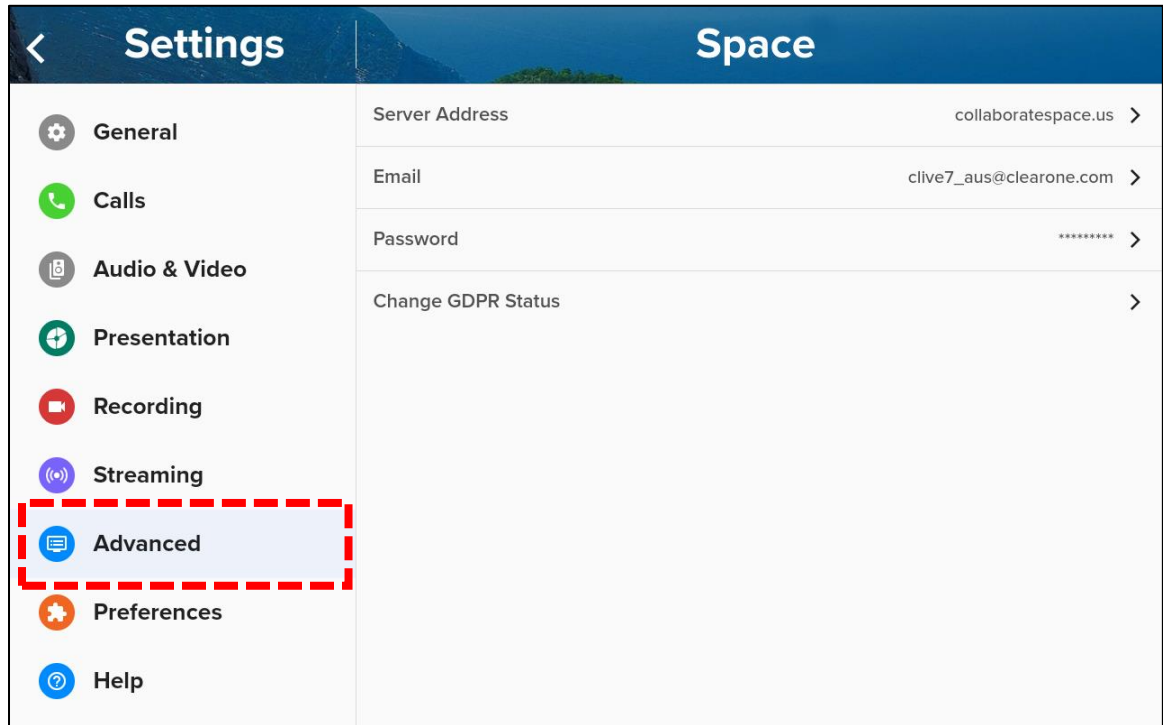 Settings
Space
General
Calls
Audio & Video
Presentation
Recording
Streaming
Advanced
Preferences
Help
Server Address collaboratespace.us
Email clive7_aus@clearone.com
Password *********
Change GDPR Status